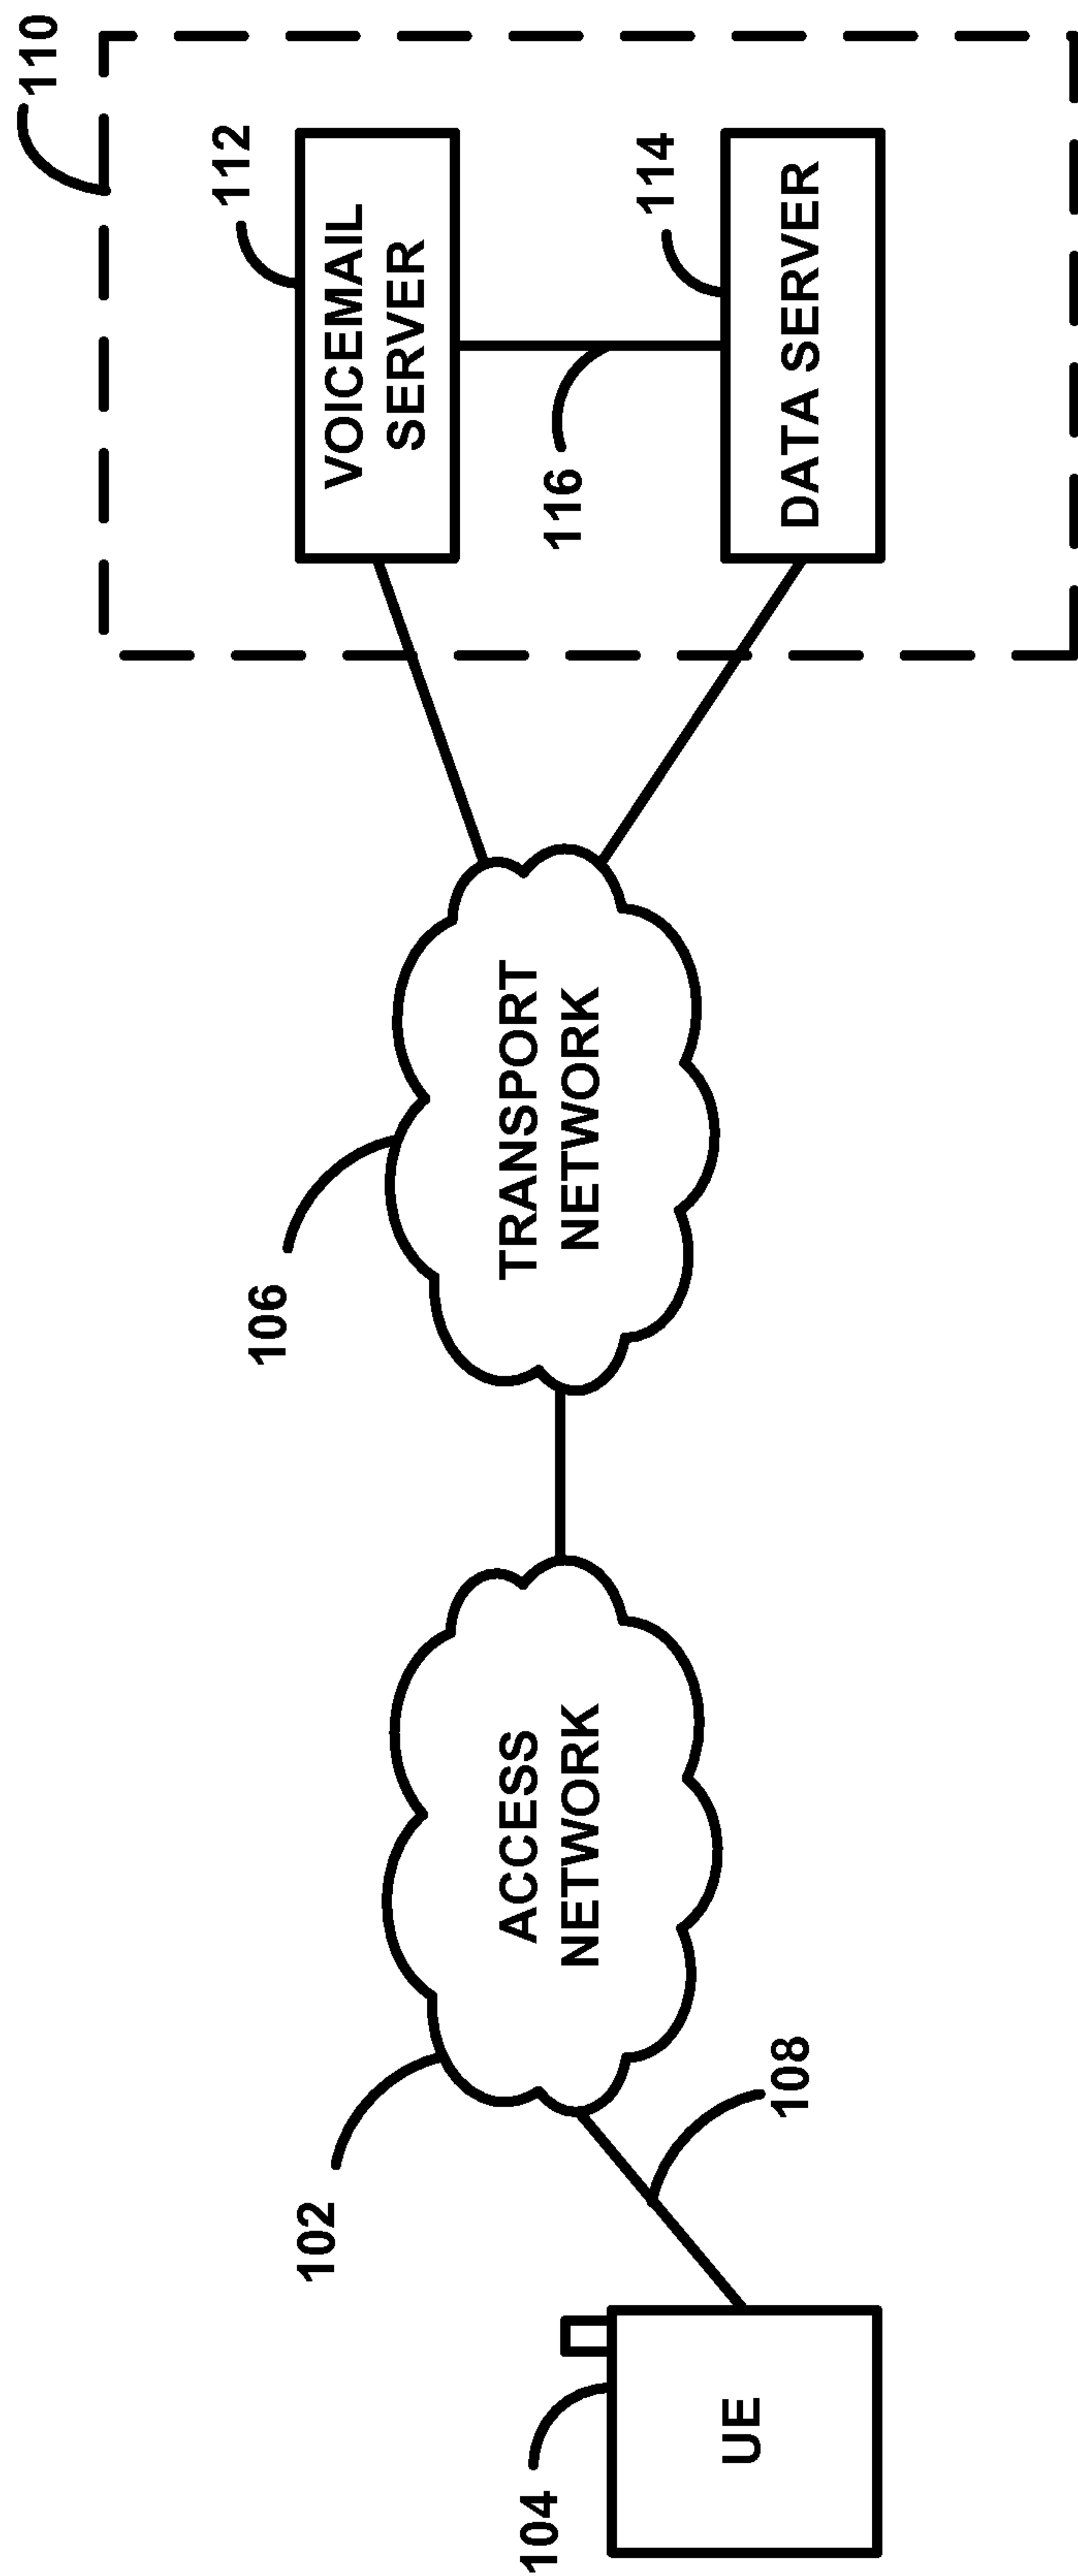 110
112
VOICEMAIL
SERVER
114
DATA SERVER
116
106
TRANSPORT
NETWORK
102
ACCESS
NETWORK
108
104
UE